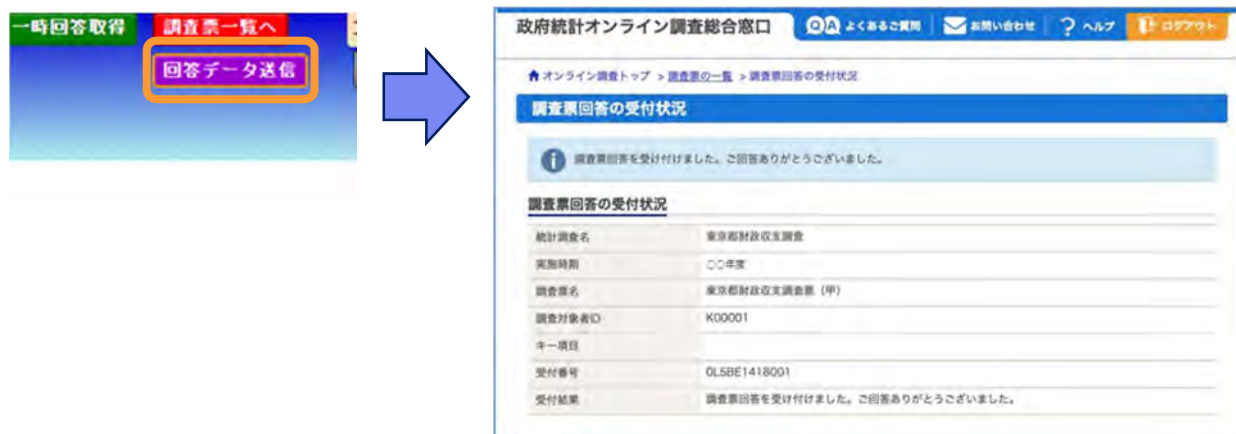 一時回答取得 調査票一覧へ
回答データ送信
政府統計オンライン調査総合窓口 QA よくあるご質問 お問い合わせ ? ヘルプ ログアウト
オンライン調査トップ > 調査票の一覧 > 調査票回答の受付状況
調査票回答の受付状況
調査票回答を受け付けました。ご回答ありがとうございました。
調査票回答の受付状況
統計調査名 東京都財政収支調査
実施時期 ○○年度
調査票名 東京都財政収支調査票（甲）
調査対象者ID K00001
キー項目
受付番号 0L5BE1418001
受付結果 調査票回答を受け付けました。ご回答ありがとうございました。